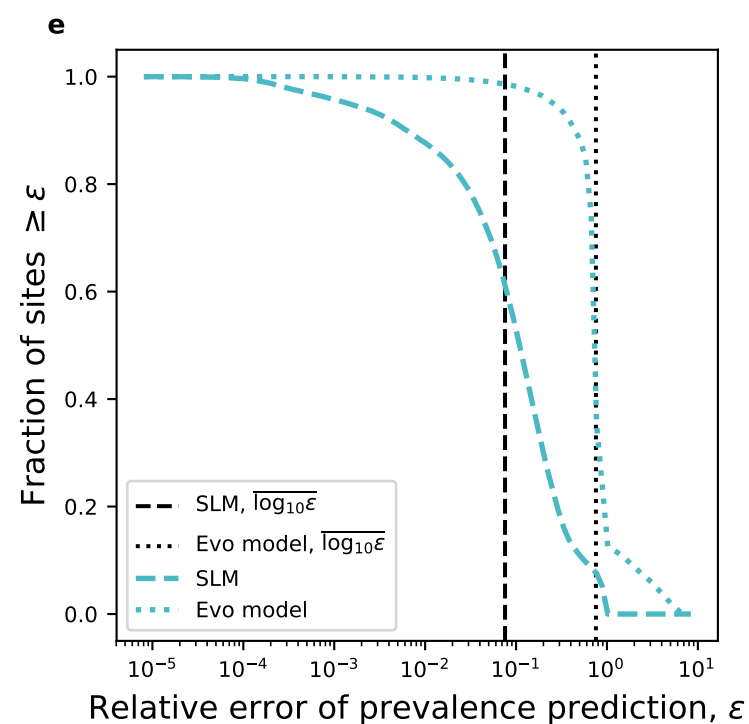 e
1.0
0.8
0.6
0.4
0.2
0.0
Fraction of sites ≥ ε
SLM, \overline{log₁₀ε}
Evo model, \overline{log₁₀ε}
SLM
Evo model
10⁻⁵ 10⁻⁴ 10⁻³ 10⁻² 10⁻¹ 10⁰ 10¹
Relative error of prevalence prediction, ε